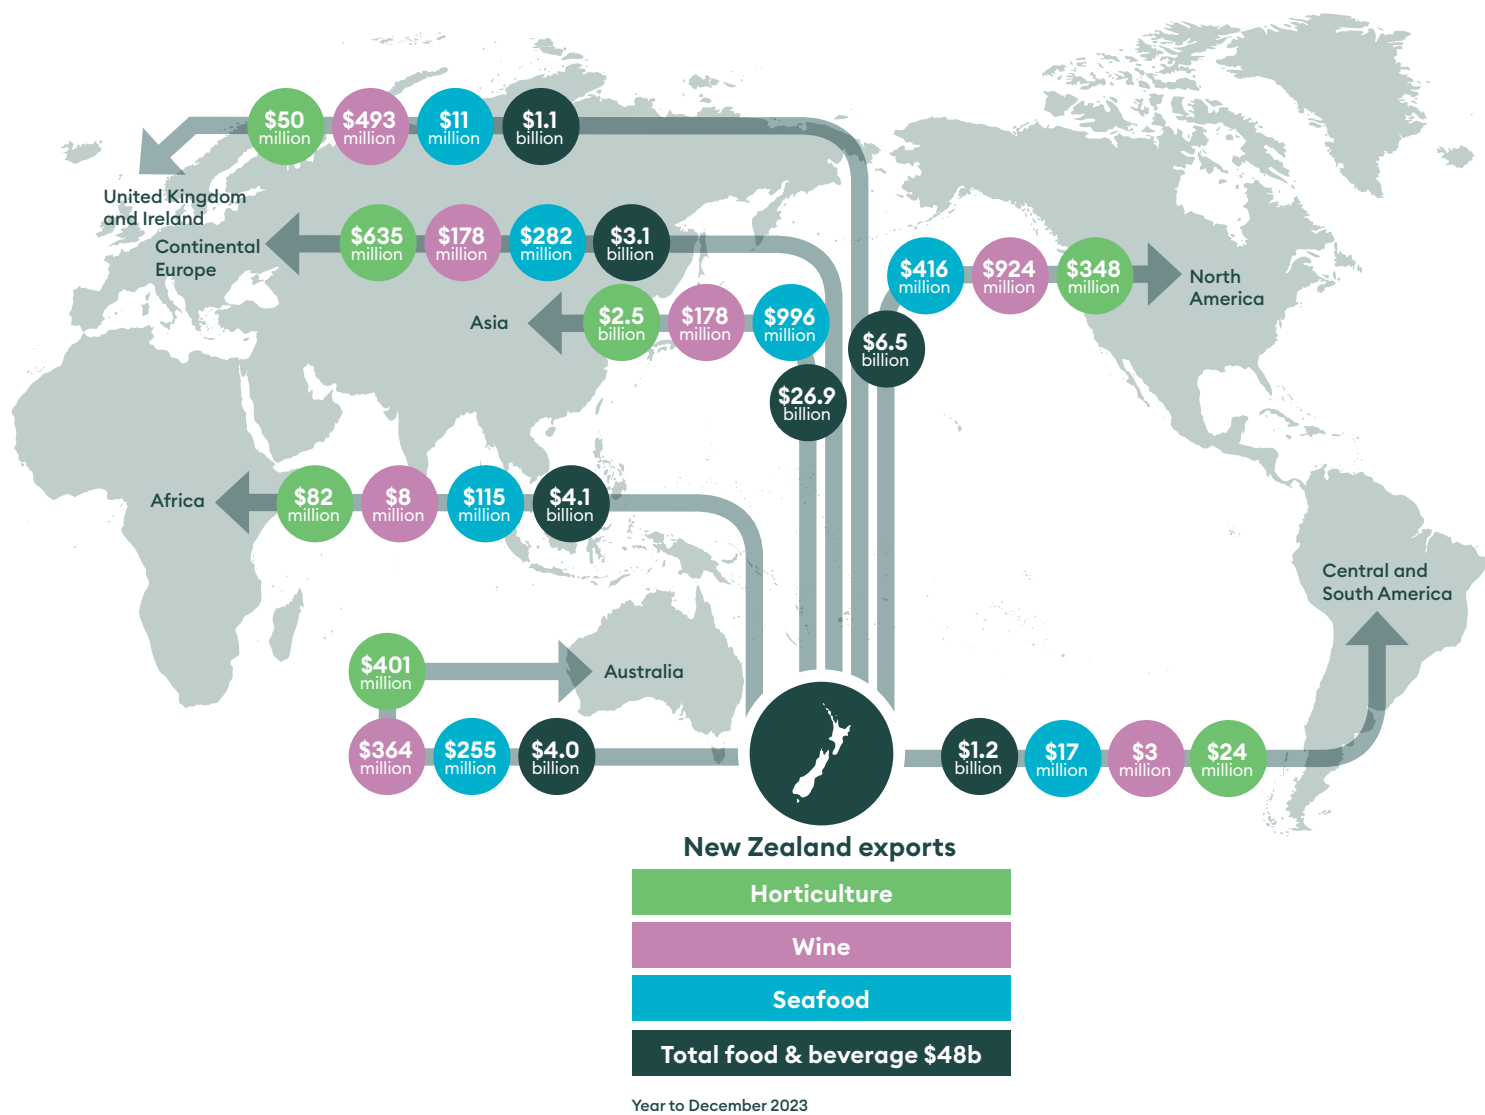 $50
million
$493
million
$11
million
$1.1
billion
United Kingdom
and Ireland
Continental
Europe
$635
million
$178
million
$282
million
$3.1
billion
$416
million
$924
million
$348
million
North
America
Asia
$2.5
billion
$178
million
$996
million
$6.5
billion
$26.9
billion
Africa
$82
million
$8
million
$115
million
$4.1
billion
Central and
South America
$401
million
Australia
$364
million
$255
million
$4.0
billion
$1.2
billion
$17
million
$3
million
$24
million
New Zealand exports
Horticulture
Wine
Seafood
Total food & beverage $48b
Year to December 2023